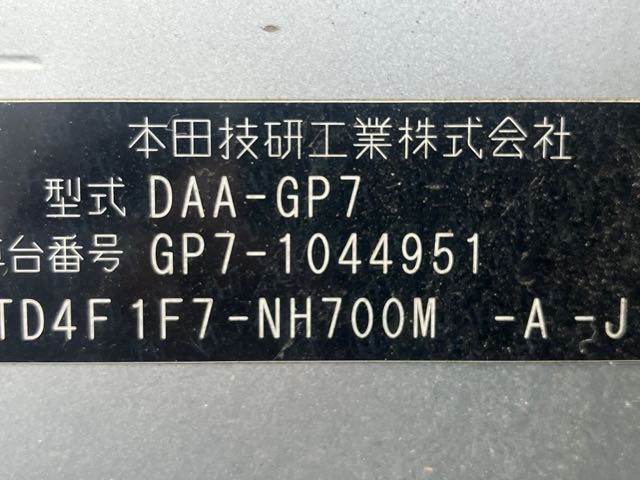 本田技研工業株式会社
型式 DAA-GP7
車台番号 GP7-1044951
TD4F1F7-NH700M -A -J